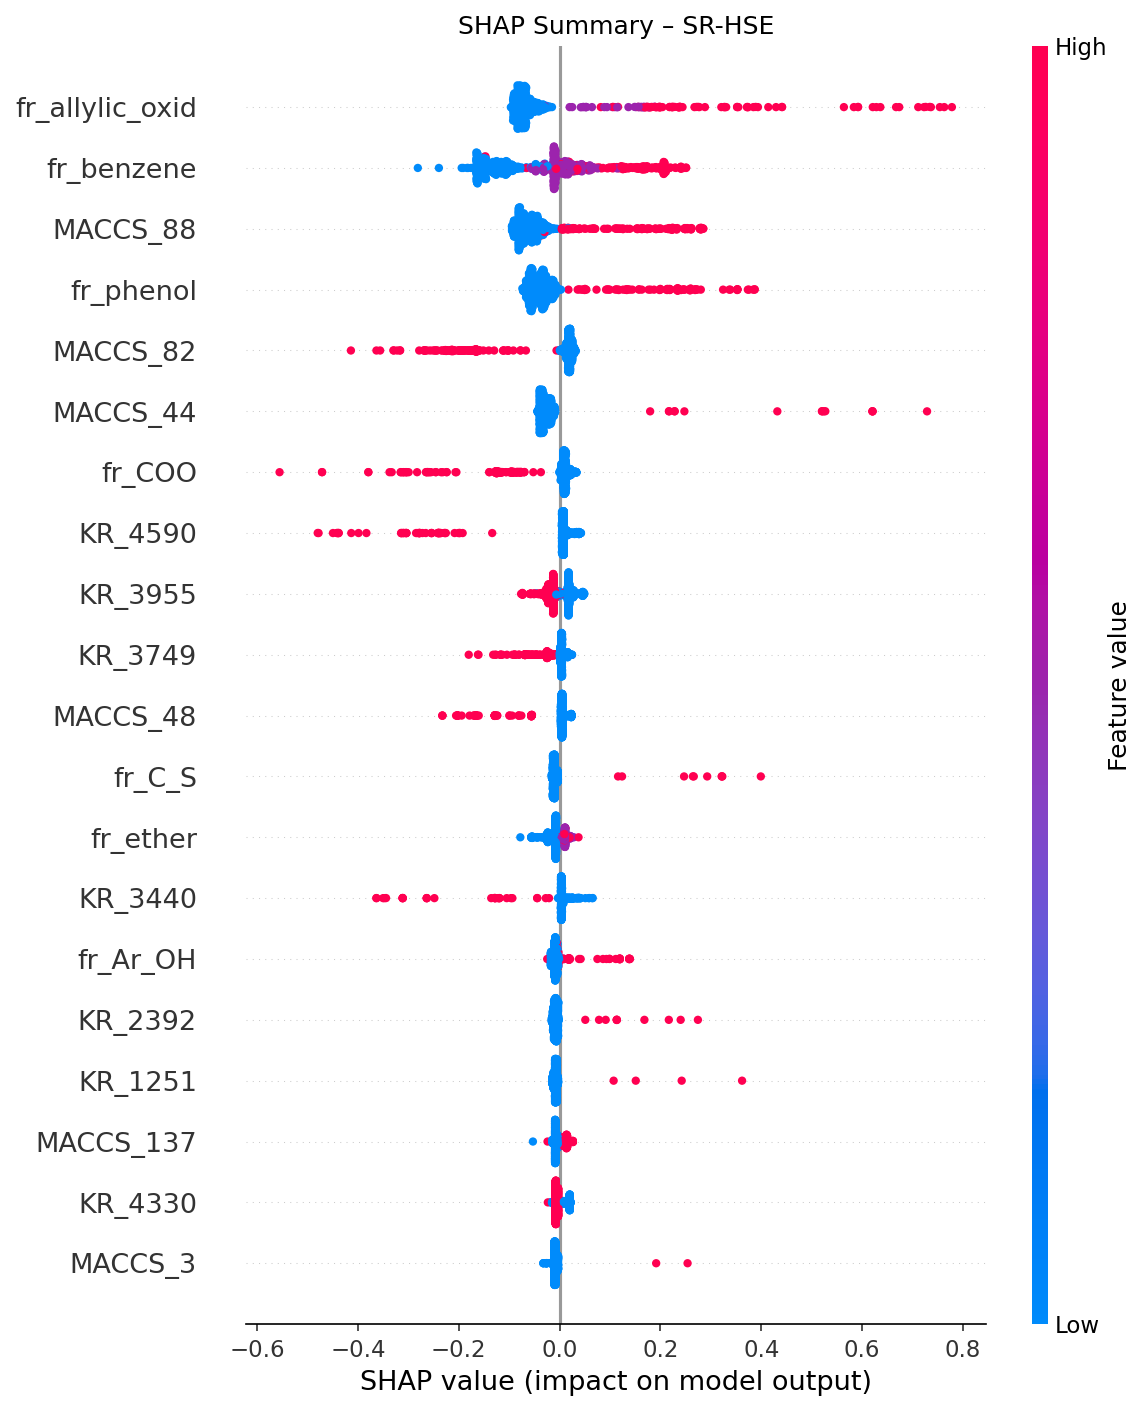 SHAP Summary – SR-HSE
High
fr_allylic_oxid
fr_benzene
MACCS_88
fr_phenol
MACCS_82
MACCS_44
fr_COO
KR_4590
KR_3955
KR_3749
MACCS_48
fr_C_S
fr_ether
KR_3440
fr_Ar_OH
KR_2392
KR_1251
MACCS_137
KR_4330
MACCS_3
Feature value
Low
−0.6 −0.4 −0.2 0.0 0.2 0.4 0.6 0.8
SHAP value (impact on model output)